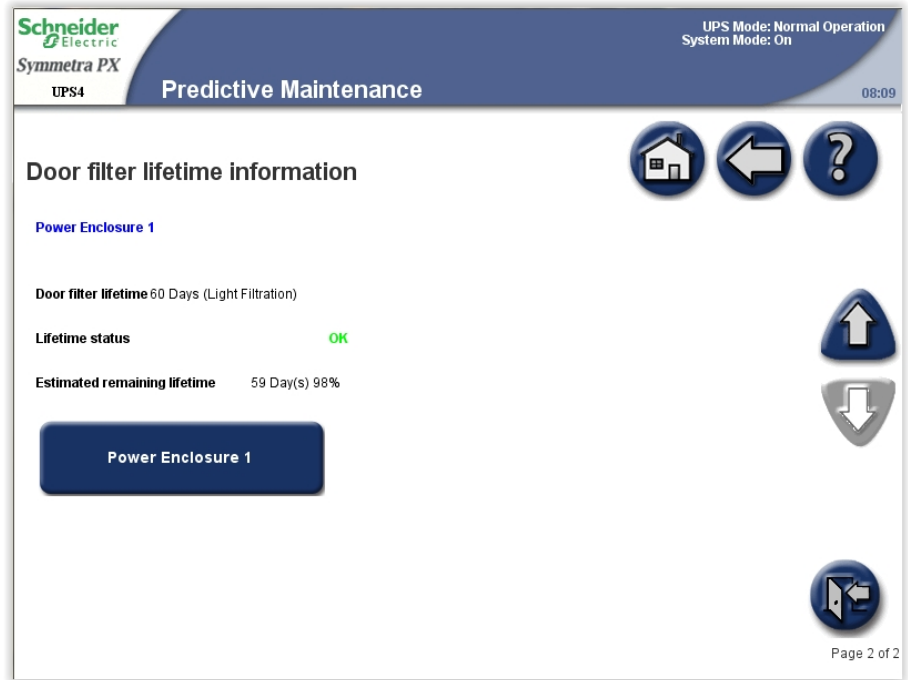 Schneider
Electric
Symmetra PX
UPS4
Predictive Maintenance
UPS Mode: Normal Operation
System Mode: On
08:09
Door filter lifetime information
?
Power Enclosure 1
Door filter lifetime 60 Days (Light Filtration)
Lifetime status OK
Estimated remaining lifetime 59 Day(s) 98%
Power Enclosure 1
Page 2 of 2